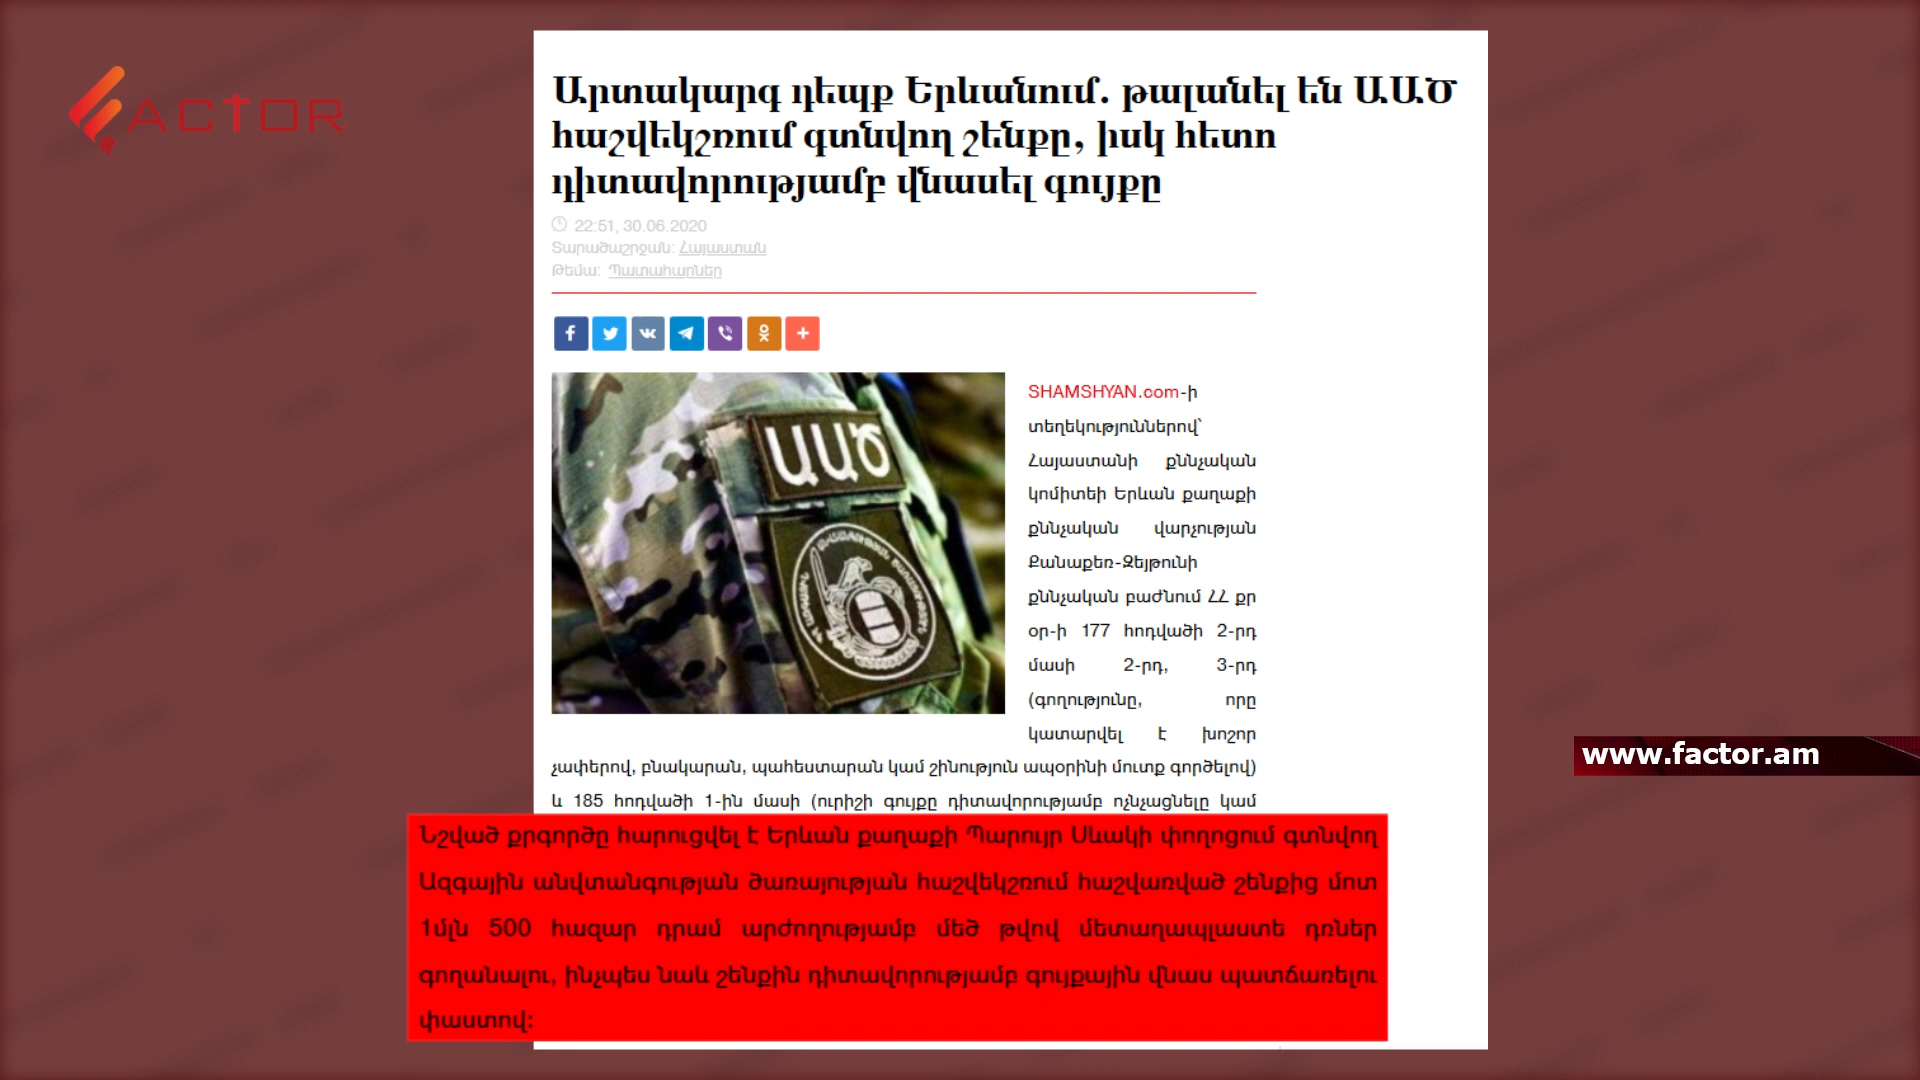 FACTOR
Արտակարգ դեպք Երևանում. թալանել են ԱԱԾ
հաշվեկշռում գտնվող շենքը, իսկ հետո
դիտավորությամբ վնասել գույքը
22:51, 30.06.2020
Տարածաշրջան: Հայաստան
Թեմա: Պատահարներ
ԱԱԾ
SHAMSHYAN.com-ի
տեղեկություններով՝
Հայաստանի քննչական
կոմիտեի Երևան քաղաքի
քննչական վարչության
Քանաքեռ-Զեյթունի
քննչական բաժնում ՀՀ քր
օր-ի 177 հոդվածի 2-րդ
մասի 2-րդ, 3-րդ
(գողությունը, որը
կատարվել է խոշոր
չափերով, բնակարան, պահեստարան կամ շինություն ապօրինի մուտք գործելով)
և 185 հոդվածի 1-ին մասի (ուրիշի գույքը դիտավորությամբ ոչնչացնելը կամ
Նշված քրգործը հարուցվել է Երևան քաղաքի Պարույր Սևակի փողոցում գտնվող
Ազգային անվտանգության ծառայության հաշվեկշռում հաշվառված շենքից մոտ
1մլն 500 հազար դրամ արժողությամբ մեծ թվով մետաղապլաստե դռներ
գողանալու, ինչպես նաև շենքին դիտավորությամբ գույքային վնաս պատճառելու
փաստով:
www.factor.am